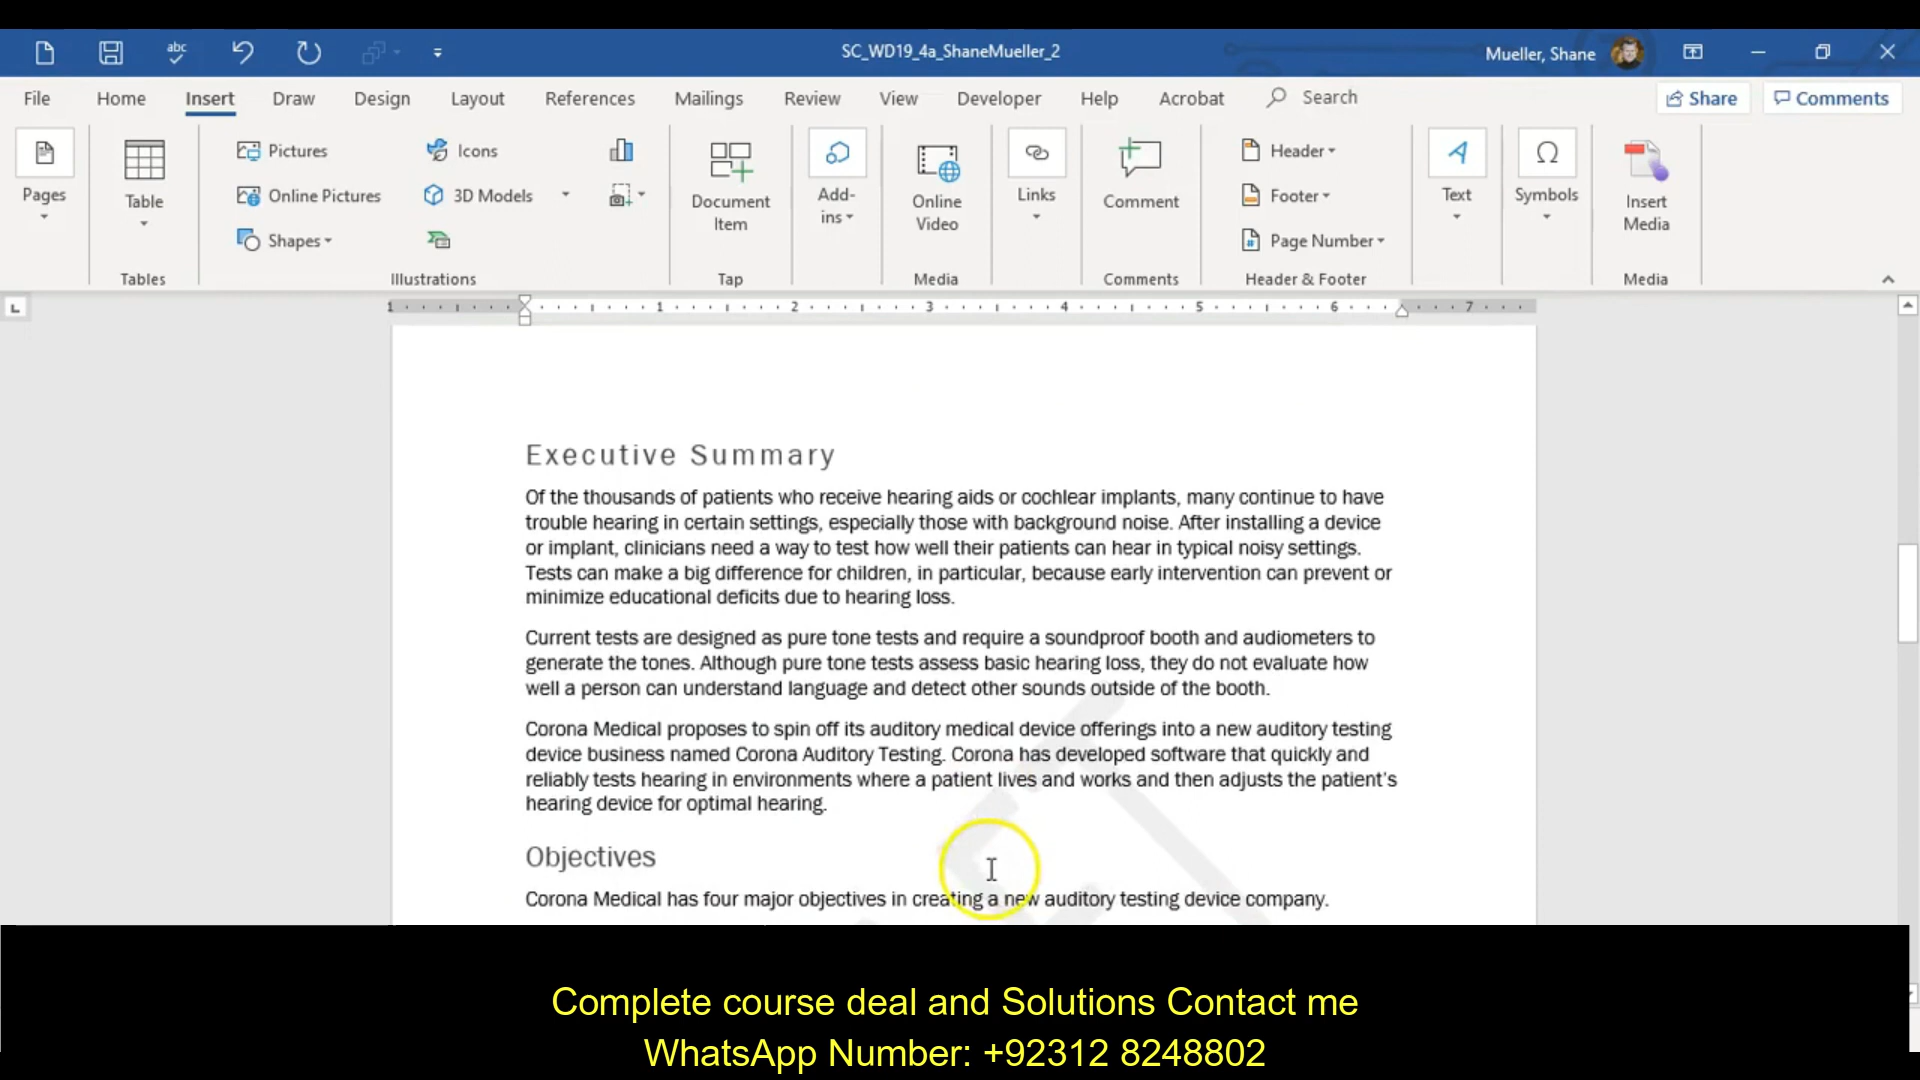 abc
SC_WD19_4a_ShaneMueller_2
Mueller, Shane
File Home Insert Draw Design Layout References Mailings Review View Developer Help Acrobat Search Share Comments
Pages
Table
Pictures
Online Pictures
Shapes
Icons
3D Models
Document
Item
Add-
ins
Online
Video
Links
Comment
Header
Footer
Page Number
Text
Symbols
Insert
Media
Tables Illustrations Tap Media Comments Header & Footer Media
1 1 2 3 4 5 6 7
Executive Summary
Of the thousands of patients who receive hearing aids or cochlear implants, many continue to have
trouble hearing in certain settings, especially those with background noise. After installing a device
or implant, clinicians need a way to test how well their patients can hear in typical noisy settings.
Tests can make a big difference for children, in particular, because early intervention can prevent or
minimize educational deficits due to hearing loss.
Current tests are designed as pure tone tests and require a soundproof booth and audiometers to
generate the tones. Although pure tone tests assess basic hearing loss, they do not evaluate how
well a person can understand language and detect other sounds outside of the booth.
Corona Medical proposes to spin off its auditory medical device offerings into a new auditory testing
device business named Corona Auditory Testing. Corona has developed software that quickly and
reliably tests hearing in environments where a patient lives and works and then adjusts the patient's
hearing device for optimal hearing.
Objectives
Corona Medical has four major objectives in creating a new auditory testing device company.
Complete course deal and Solutions Contact me
WhatsApp Number: +92312 8248802